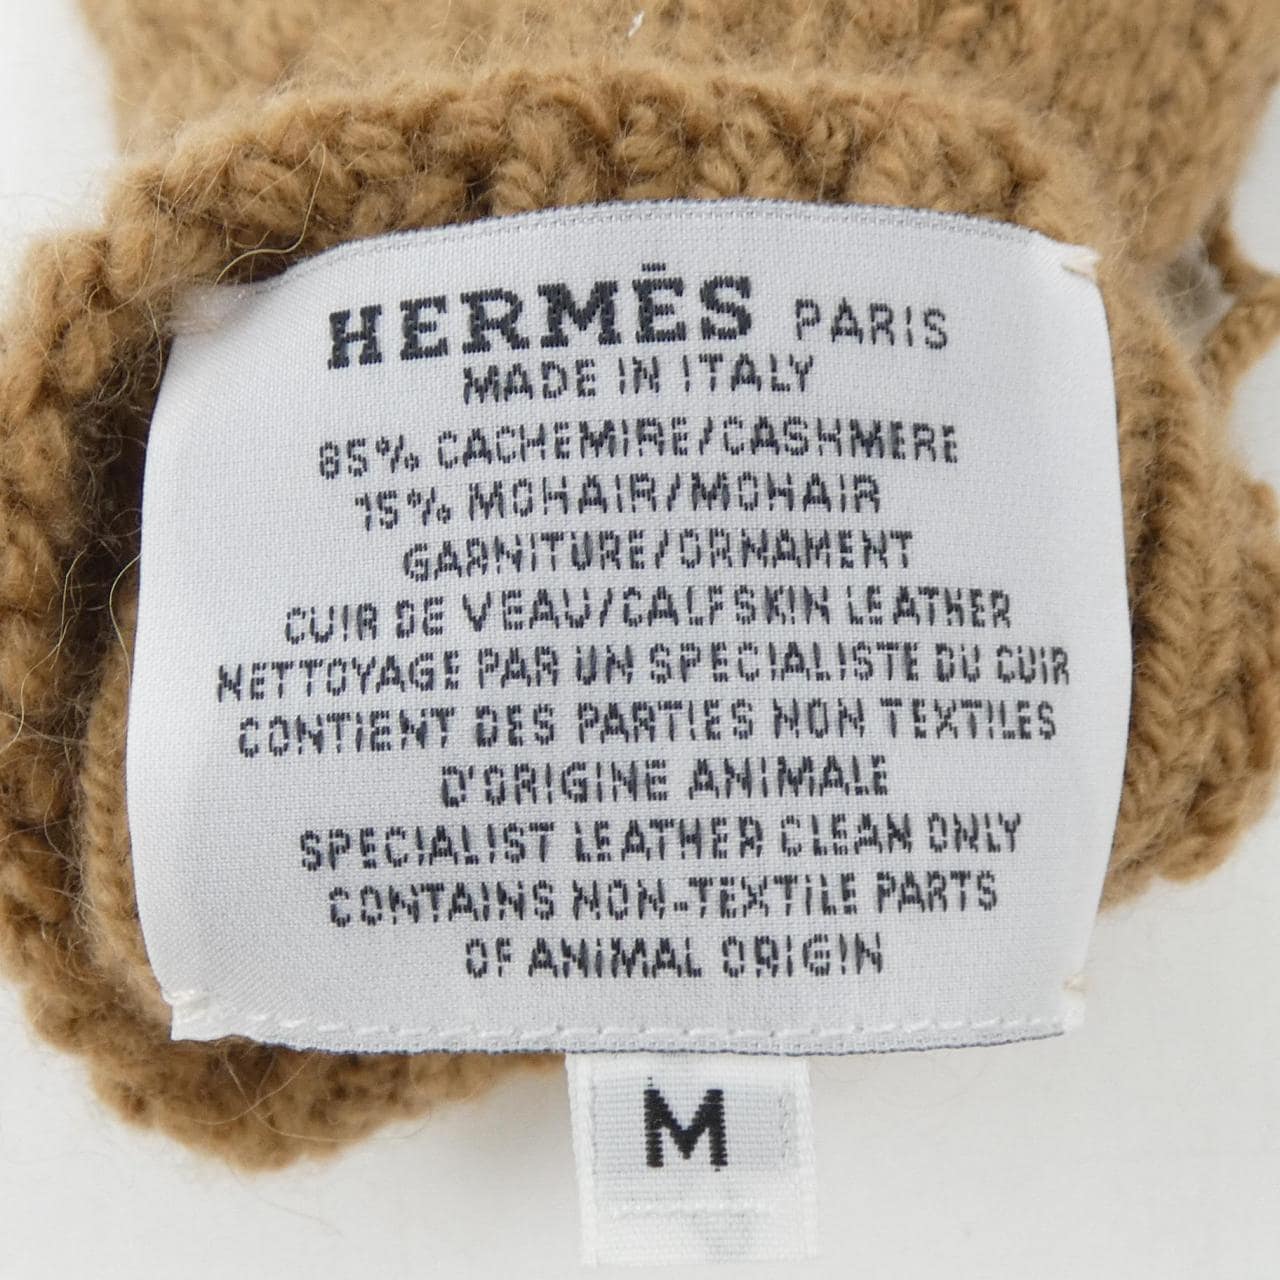 HERMÈS PARIS
MADE IN ITALY
85% CACHEMIRE/CASHMERE
15% MOHAIR/MOHAIR
GARNITURE/ORNAMENT
CUIR DE VEAU/CALFSKIN LEATHER
NETTOYAGE PAR UN SPECIALISTE DU CUIR
CONTIENT DES PARTIES NON TEXTILES
D'ORIGINE ANIMALE
SPECIALIST LEATHER CLEAN ONLY
CONTAINS NON-TEXTILE PARTS
OF ANIMAL ORIGIN
M